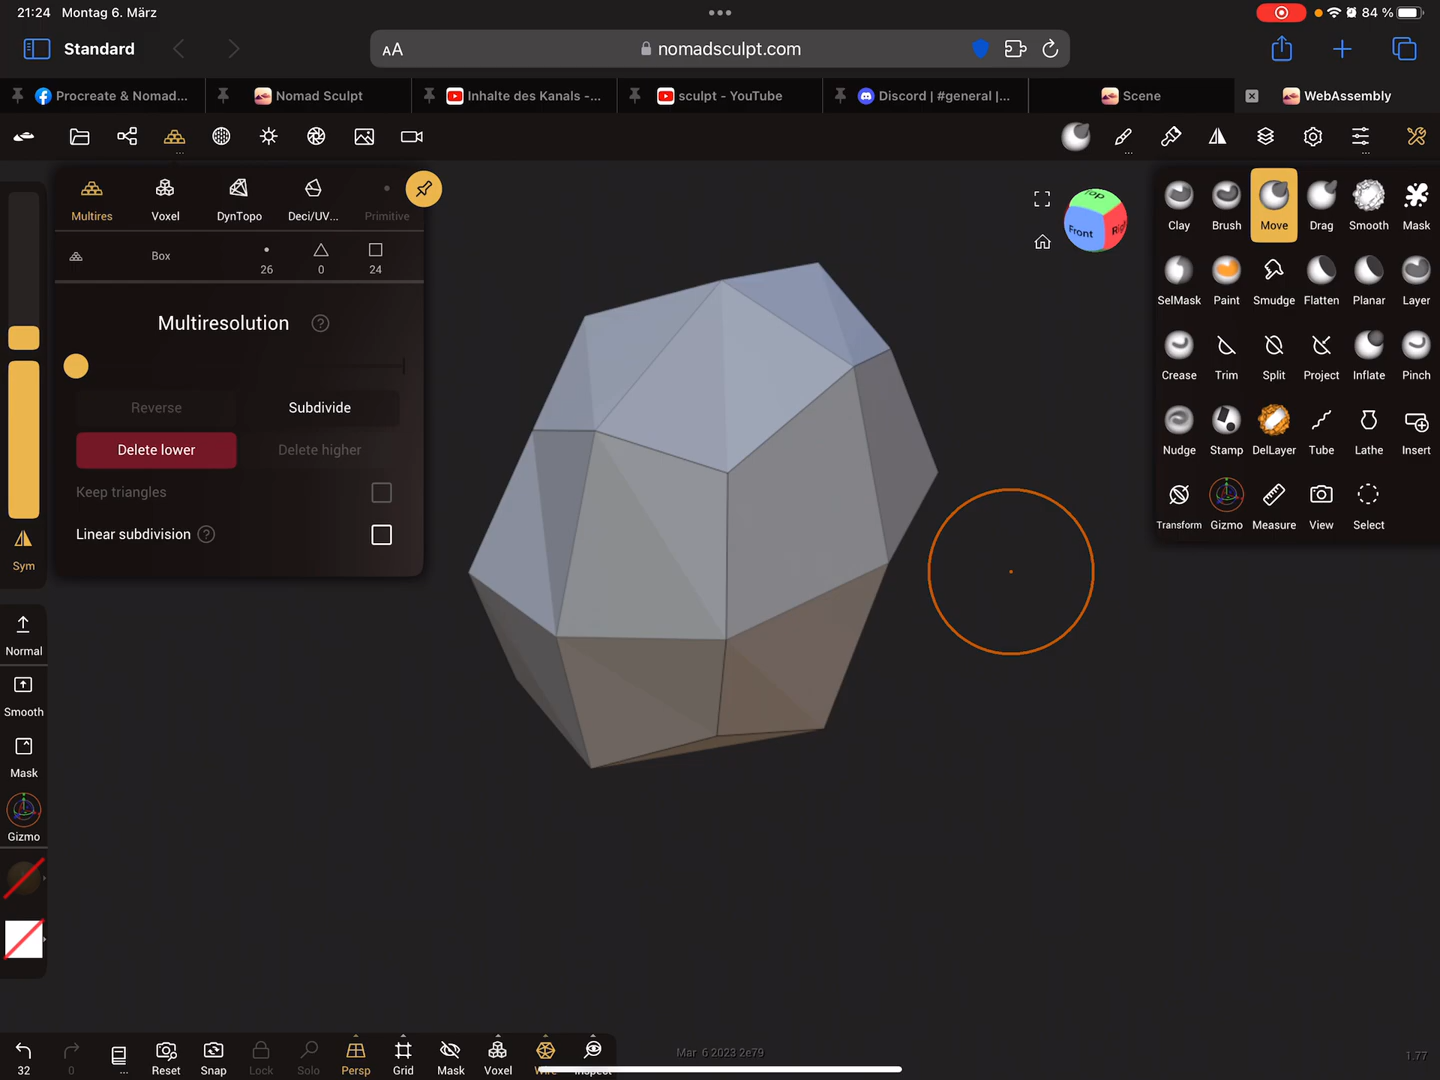 21:24 Montag 6. März
84 %
Standard
AA
nomadsculpt.com
Procreate & Nomad...
Nomad Sculpt
Inhalte des Kanals -...
sculpt - YouTube
Discord | #general |...
Scene
WebAssembly
Multires
Voxel
DynTopo
Deci/UV...
Primitive
Box
26
0
24
Multiresolution ?
Reverse
Subdivide
Delete lower
Delete higher
Keep triangles
Linear subdivision ?
Sym
Normal
Smooth
Mask
Gizmo
Top
Front
Clay
Brush
Move
Drag
Smooth
Mask
SelMask
Paint
Smudge
Flatten
Planar
Layer
Crease
Trim
Split
Project
Inflate
Pinch
Nudge
Stamp
DelLayer
Tube
Lathe
Insert
Transform
Gizmo
Measure
View
Select
32
0
Reset
Snap
Lock
Solo
Persp
Grid
Mask
Voxel
Mar 6 2023 2e79
1.77